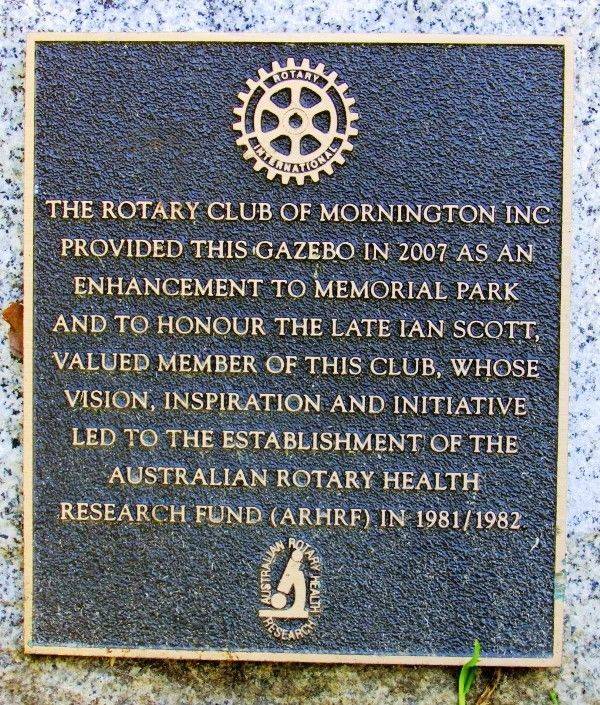 ROTARY
INTERNATIONAL
THE ROTARY CLUB OF MORNINGTON INC
PROVIDED THIS GAZEBO IN 2007 AS AN
ENHANCEMENT TO MEMORIAL PARK
AND TO HONOUR THE LATE IAN SCOTT,
VALUED MEMBER OF THIS CLUB, WHOSE
VISION, INSPIRATION AND INITIATIVE
LED TO THE ESTABLISHMENT OF THE
AUSTRALIAN ROTARY HEALTH
RESEARCH FUND (ARHRF) IN 1981/1982
AUSTRALIAN ROTARY HEALTH
RESEARCH